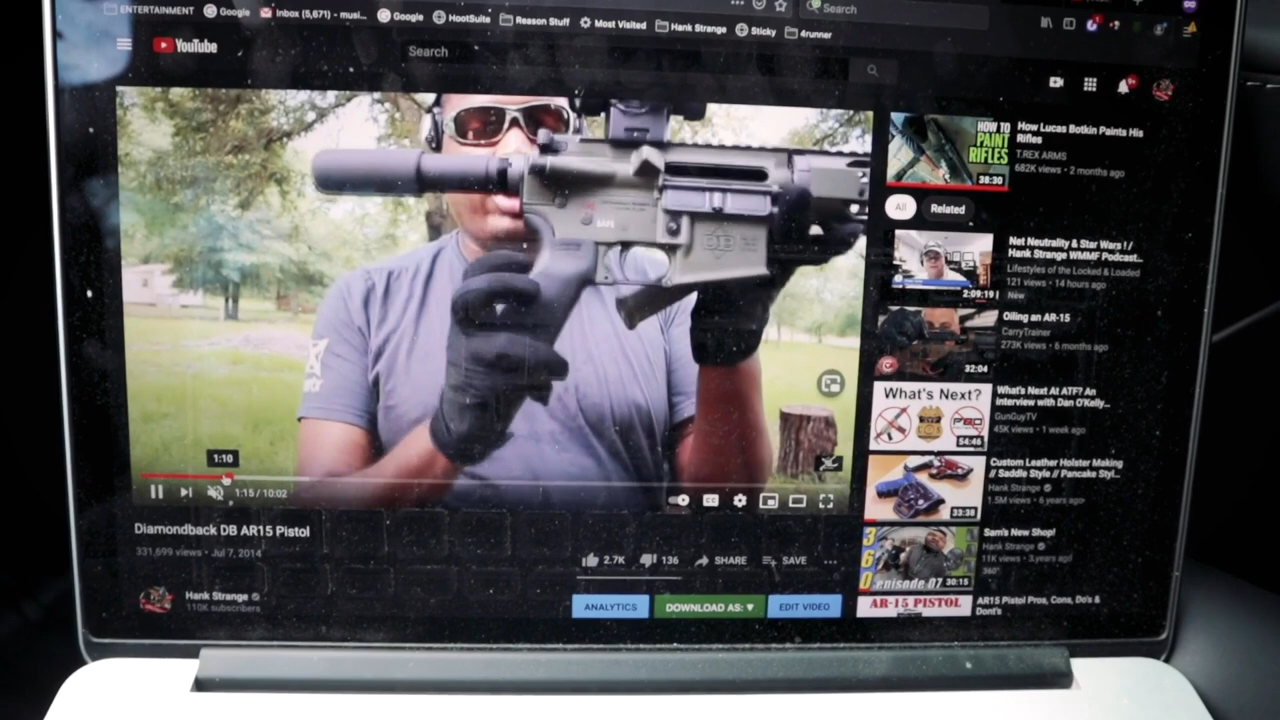 ENTERTAINMENT
Google
Inbox (5,671) - musi...
Google
HootSuite
Reason Stuff
Most Visited
Hank Strange
Sticky
4runner
Search
YouTube
Search
9+
SAFE
DB
1:10
1:15 / 10:02
CC
Diamondback DB AR15 Pistol
331,699 views • Jul 7, 2014
2.7K
136
SHARE
SAVE
Hank Strange
110K subscribers
ANALYTICS
DOWNLOAD AS: ▼
EDIT VIDEO
HOW TO
PAINT
RIFLES
38:30
How Lucas Botkin Paints His
Rifles
T.REX ARMS
682K views • 2 months ago
All
Related
2:09:19
Net Neutrality & Star Wars ! /
Hank Strange WMMF Podcast...
Lifestyles of the Locked & Loaded
121 views • 14 hours ago
New
32:04
Oiling an AR-15
CarryTrainer
273K views • 6 months ago
What's Next?
54:46
What's Next At ATF? An
interview with Dan O'Kelly...
GunGuyTV
45K views • 1 week ago
33:38
Custom Leather Holster Making
// Saddle Style // Pancake Styl...
Hank Strange
1.5M views • 6 years ago
360
episode 07
30:15
Sam's New Shop!
Hank Strange
11K views • 3 years ago
360°
AR-15 PISTOL
AR15 Pistol Pros, Cons, Do's &
Dont's